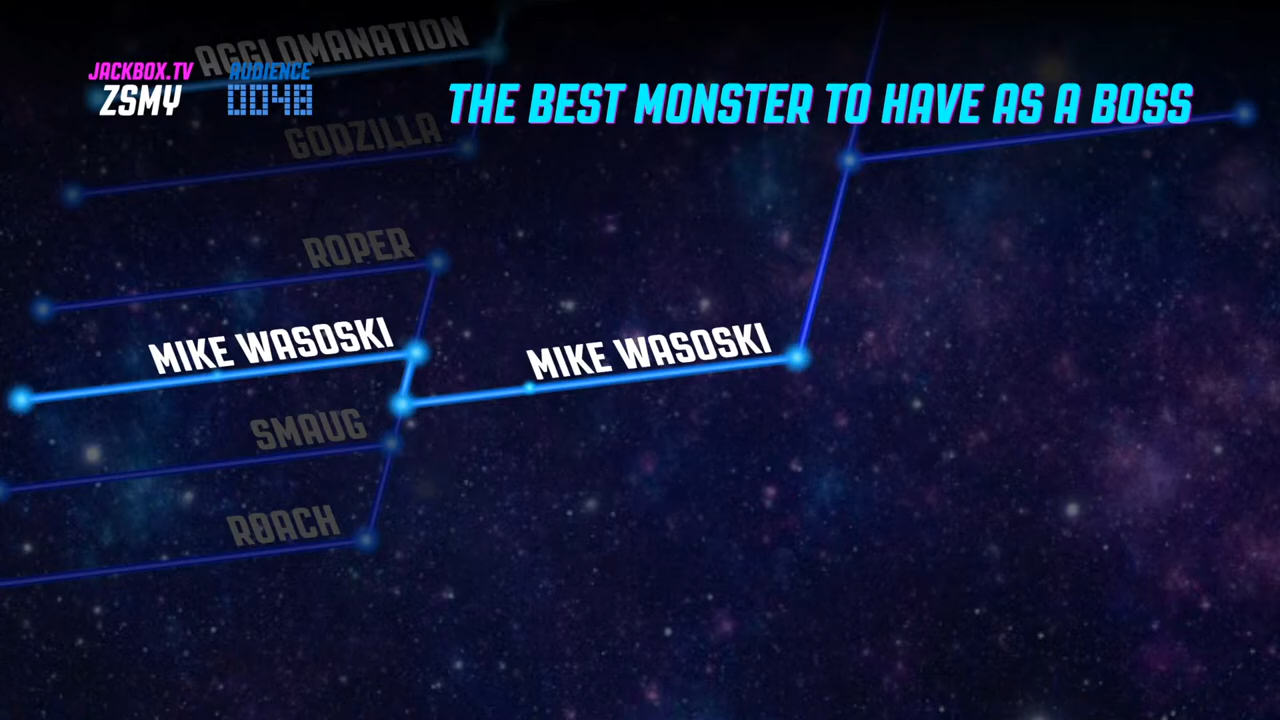 AGGLOMANATION
JACKBOX.TV
ZSMY
AUDIENCE
0048
THE BEST MONSTER TO HAVE AS A BOSS
GODZILLA
ROPER
MIKE WASOSKI
MIKE WASOSKI
SMAUG
ROACH